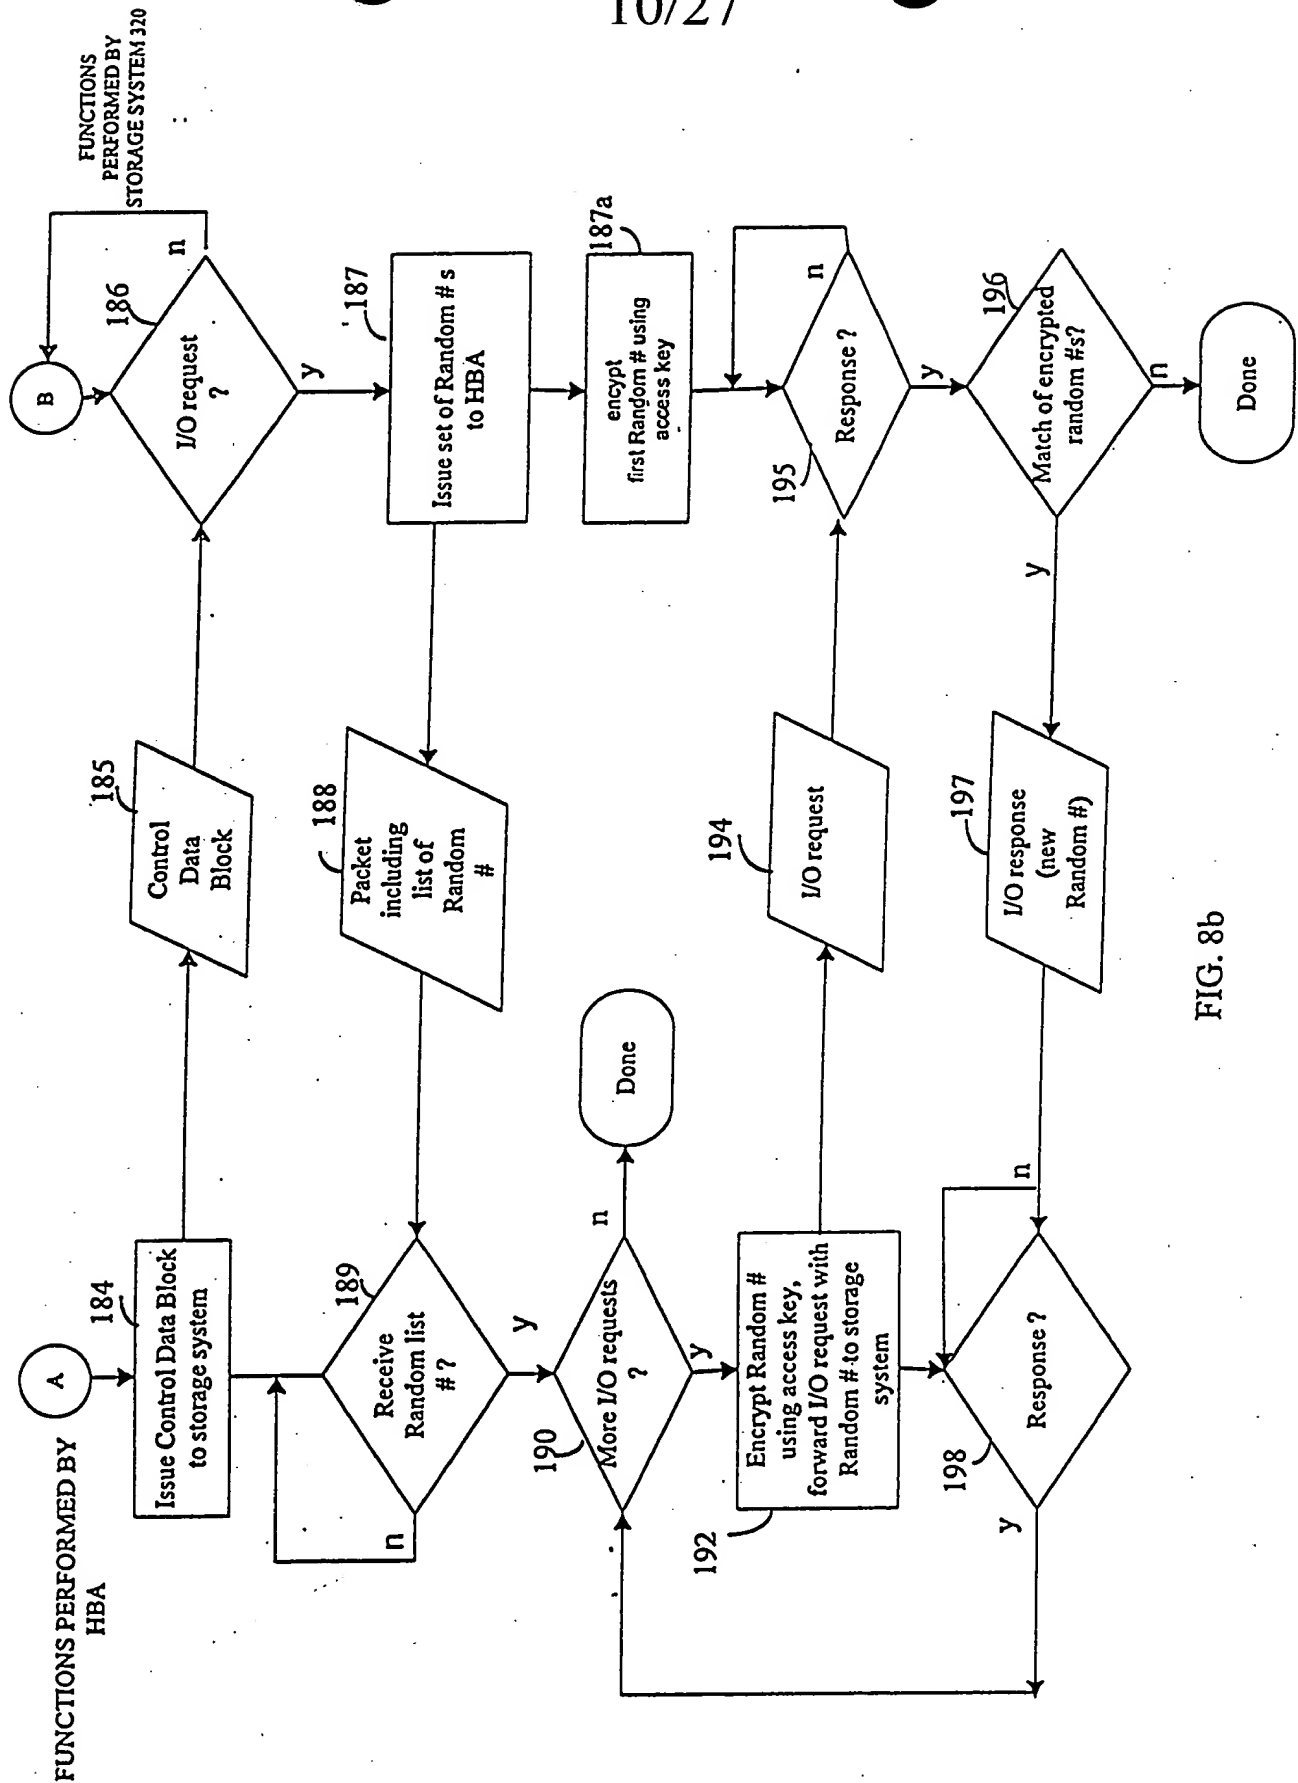 10/27
FUNCTIONS PERFORMED BY
HBA
FUNCTIONS
PERFORMED BY
STORAGE SYSTEM 320
A
184
Issue Control Data Block
to storage system
185
Control
Data
Block
B
186
I/O request
?
n
y
187
Issue set of Random #s
to HBA
188
Packet
including
list of
Random
#
189
Receive
Random list
# ?
n
y
187a
encrypt
first Random # using
access key
190
More I/O requests
?
n
Done
y
192
Encrypt Random #
using access key,
forward I/O request with
Random # to storage
system
194
I/O request
195
Response ?
n
y
196
Match of encrypted
random #s?
y
n
Done
197
I/O response
(new
Random #)
198
Response ?
n
y
FIG. 8b